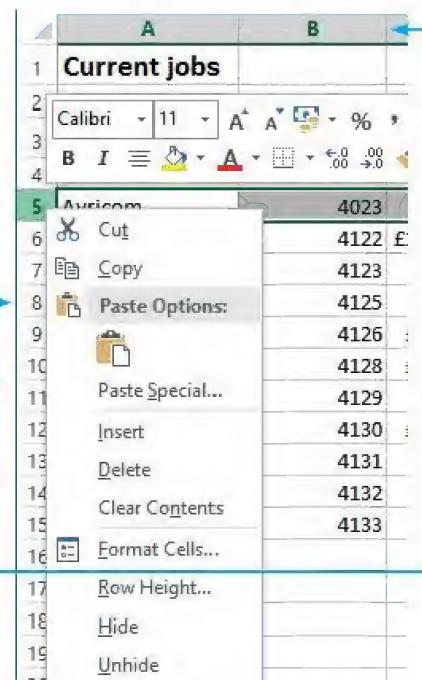 A B
1 Current jobs
2
Calibri 11 A A %
3
B I A .00 .00
4
5 Avricom 4023
6 Cut 4122 £
7 Copy 4123
8 Paste Options: 4125
9 4126
10 4128
Paste Special...
11 4129
12 Insert 4130
13 Delete 4131
14 Clear Contents 4132
15 4133
16 Format Cells...
17 Row Height...
18 Hide
19 Unhide